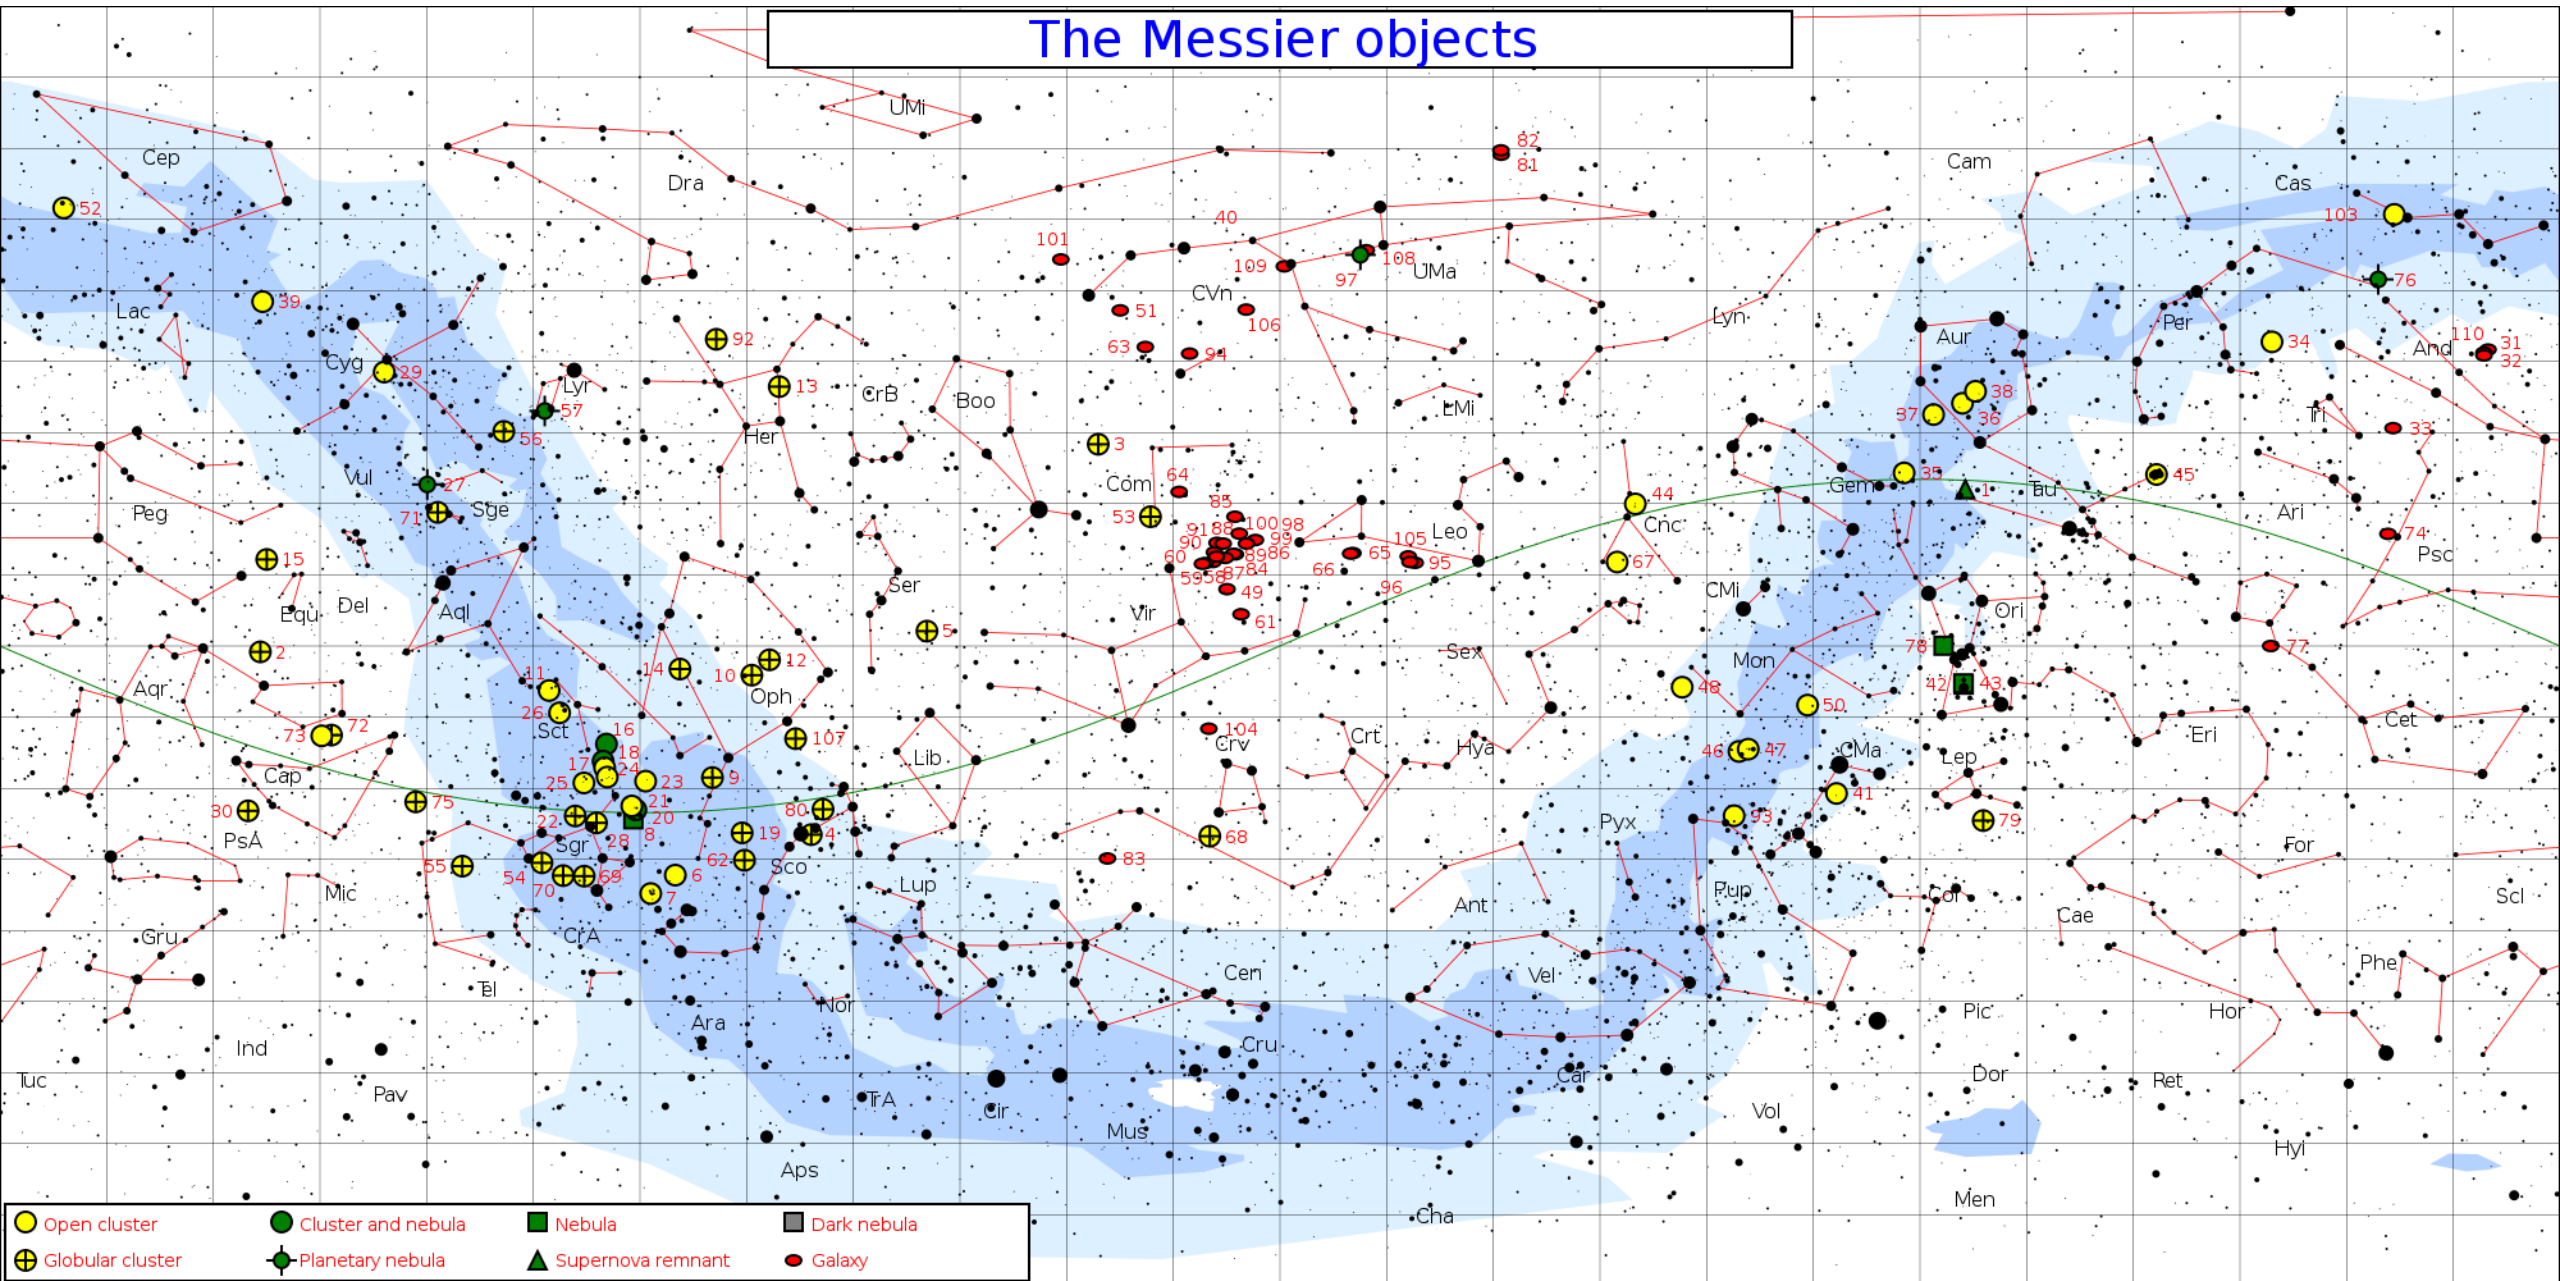 The Messier objects
UMi
82
81
Cep
Dra
Cam
Cas
52
40
103
101
109
108
97
UMa
Lac
39
CVn
51
106
Lyn
Per
76
Cyg
29
92
63
94
Aur
34
And
110
31
32
Lyr
57
13
CrB
Boo
LMi
38
37
36
Tri
33
56
Her
3
Vul
27
Sge
71
Peg
Com
64
53
85
44
Cnc
Gem
35
1
Tau
45
Ari
91
88
100
98
90
99
60
89
86
59
58
87
84
49
61
Leo
105
65
66
95
96
67
74
Psc
15
Equ
Del
Aql
Ser
Vir
5
CMi
Ori
2
14
10
12
Oph
Sex
Mon
78
77
Aqr
11
26
Sct
48
50
42
43
73
72
16
18
17
24
25
23
9
107
Lib
104
Crv
Crt
Hya
46
47
CMa
Lep
Eri
Cet
Cap
30
PsA
75
22
21
20
8
28
Sgr
19
80
4
68
83
Pyx
93
41
79
For
55
54
70
69
6
7
62
Sco
Mic
Lup
Ant
Pup
Col
Cae
Scl
Gru
CrA
Tel
Nor
Cen
Vel
Phe
Ara
Pic
Hor
Ind
Cru
Tuc
Pav
TrA
Cir
Mus
Car
Vol
Dor
Ret
Hyi
Aps
Cha
Men
Open cluster
Cluster and nebula
Nebula
Dark nebula
Globular cluster
Planetary nebula
Supernova remnant
Galaxy